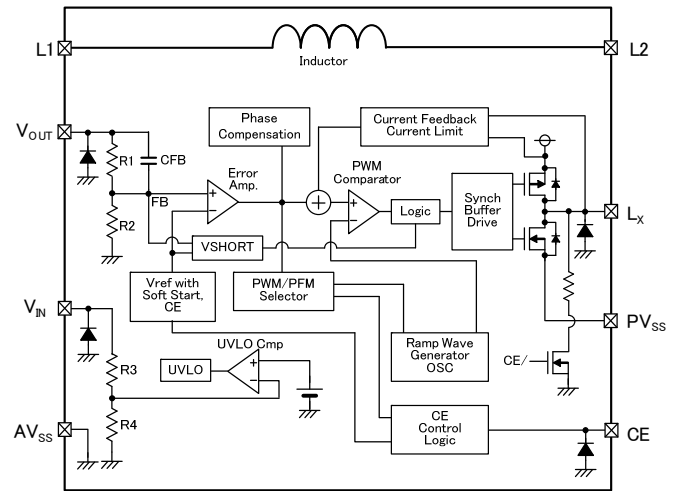 L1
L2
Inductor
VOUT
Phase
Compensation
Current Feedback
Current Limit
R1
CFB
Error
Amp.
PWM
Comparator
FB
R2
Logic
Synch
Buffer
Drive
LX
VSHORT
Vref with
Soft Start,
CE
PWM/PFM
Selector
VIN
PVSS
UVLO Cmp
Ramp Wave
Generator
OSC
R3
UVLO
CE/
R4
CE
Control
Logic
AVSS
CE
+
−
+
+
−
+
−